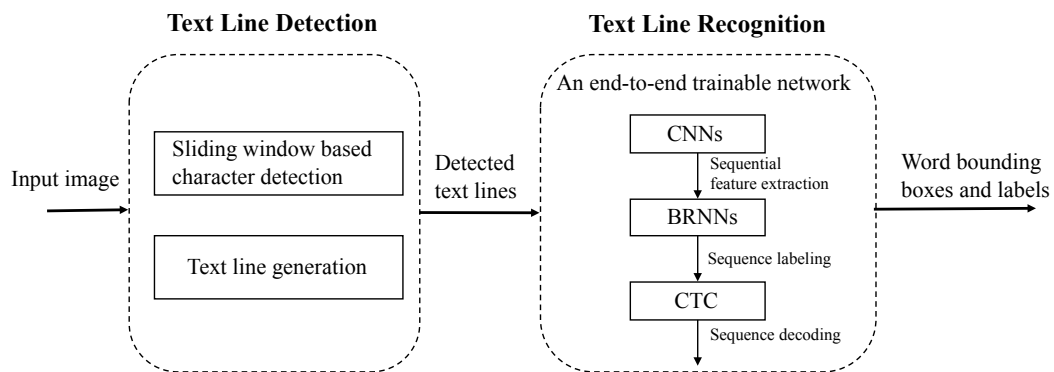 Text Line Detection
Text Line Recognition
Input image
Sliding window based
character detection
Text line generation
Detected
text lines
An end-to-end trainable network
CNNs
Sequential
feature extraction
BRNNs
Sequence labeling
CTC
Sequence decoding
Word bounding
boxes and labels